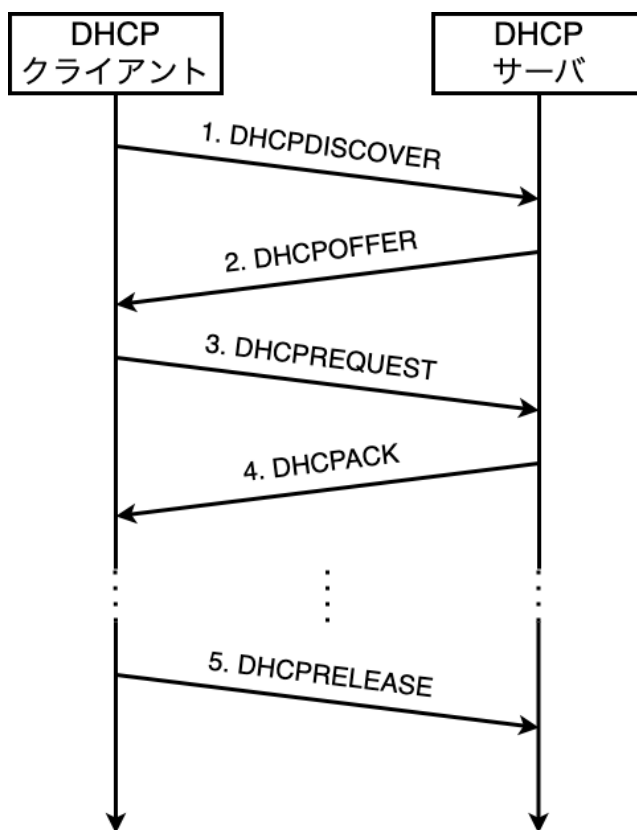 DHCP
クライアント
DHCP
サーバ
1. DHCPDISCOVER
2. DHCPOFFER
3. DHCPREQUEST
4. DHCPACK
5. DHCPRELEASE